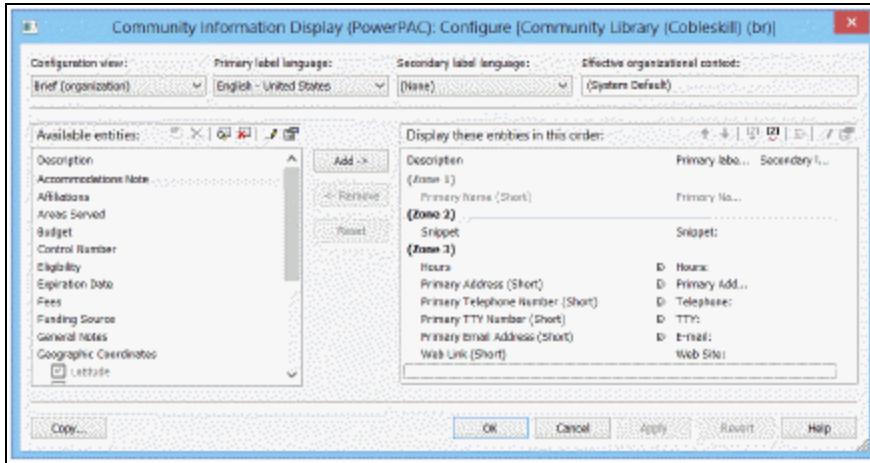 Community Information Display (PowerPAC): Configure [Community Library (Cobleskill) (br)]
Configuration view: Primary label language: Secondary label language: Effective organizational context:
Brief (organization) English - United States (None) (System Default)
Available entities: Display these entities in this order:
Description
Accommodations Note
Affiliations
Areas Served
Budget
Control Number
Eligibility
Expiration Date
Fees
Funding Source
General Notes
Geographic Coordinates
Latitude
Add ->
<- Remove
Reset
Description Primary labe... Secondary l...
(Zone 1)
Primary Name (Short) Primary Na...
(Zone 2)
Snippet Snippet:
(Zone 3)
Hours D Hours:
Primary Address (Short) D Primary Add...
Primary Telephone Number (Short) D Telephone:
Primary TTY Number (Short) D TTY:
Primary Email Address (Short) D E-mail:
Web Link (Short) Web Site:
Copy... OK Cancel Apply Revert Help